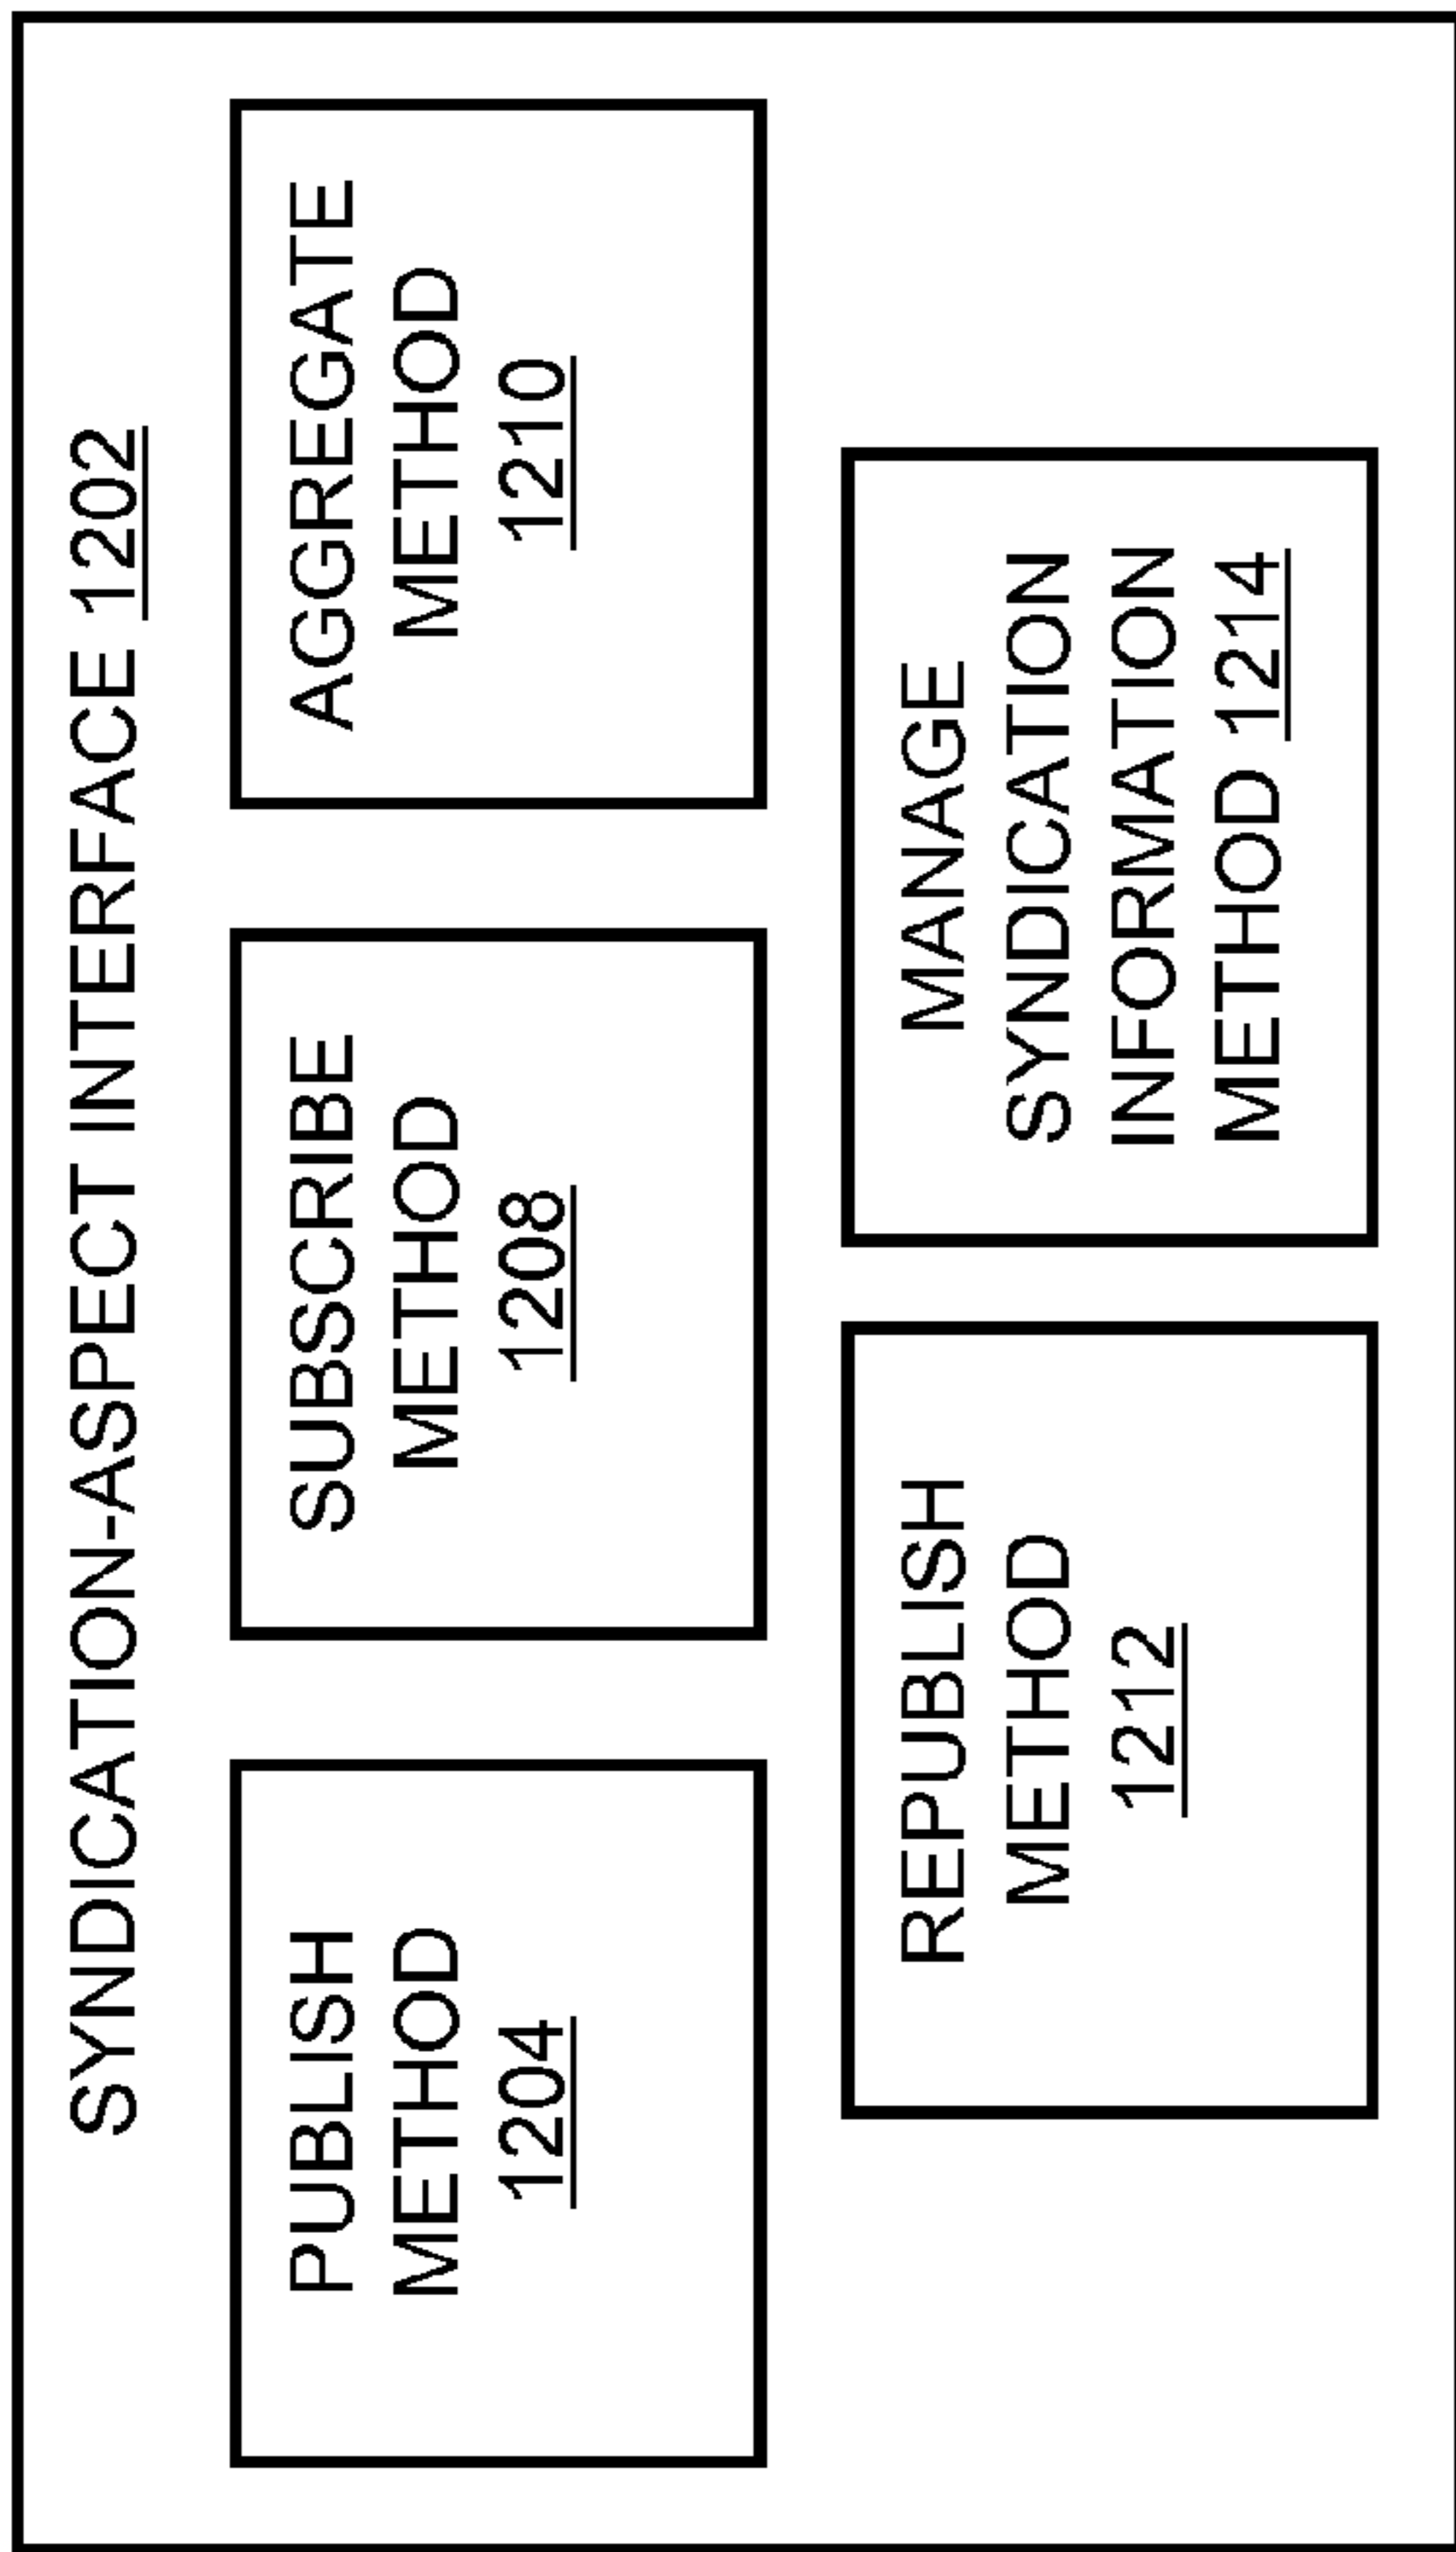 SYNDICATION-ASPECT INTERFACE 1202
PUBLISH
METHOD
1204
SUBSCRIBE
METHOD
1208
AGGREGATE
METHOD
1210
REPUBLISH
METHOD
1212
MANAGE
SYNDICATION
INFORMATION
METHOD 1214